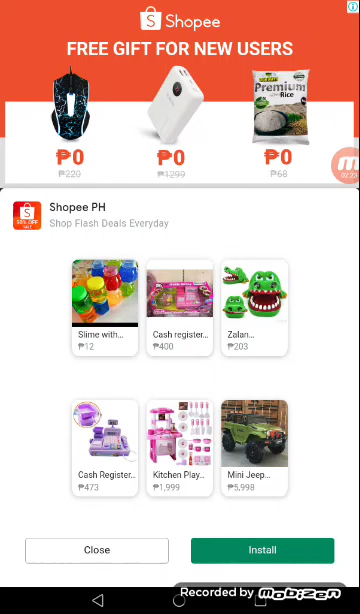 Shopee
FREE GIFT FOR NEW USERS
Premium
Rice
₱0
₱0
₱0
₱220
₱1299
₱68
02:23
Shopee PH
Shop Flash Deals Everyday
Slime with...
₱12
Cash register...
₱400
Zalan...
₱203
Cash Register...
₱473
Kitchen Play...
₱1,999
Mini Jeep...
₱5,998
Close
Install
Recorded by mobizen